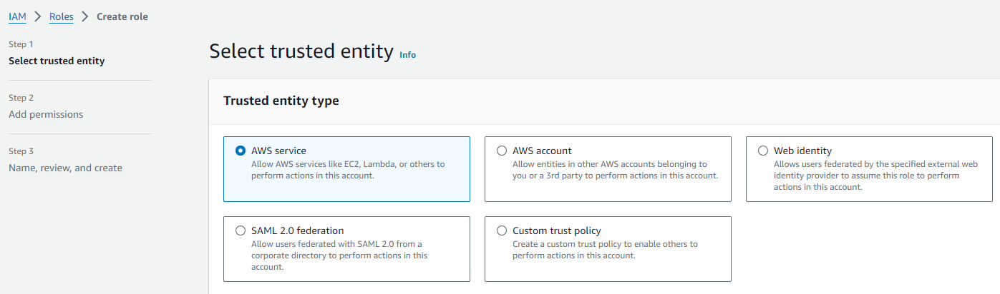 IAM > Roles > Create role
Step 1
Select trusted entity
Step 2
Add permissions
Step 3
Name, review, and create
Select trusted entity Info
Trusted entity type
AWS service
Allow AWS services like EC2, Lambda, or others to
perform actions in this account.
AWS account
Allow entities in other AWS accounts belonging to
you or a 3rd party to perform actions in this account.
Web identity
Allows users federated by the specified external web
identity provider to assume this role to perform
actions in this account.
SAML 2.0 federation
Allow users federated with SAML 2.0 from a
corporate directory to perform actions in this
account.
Custom trust policy
Create a custom trust policy to enable others to
perform actions in this account.